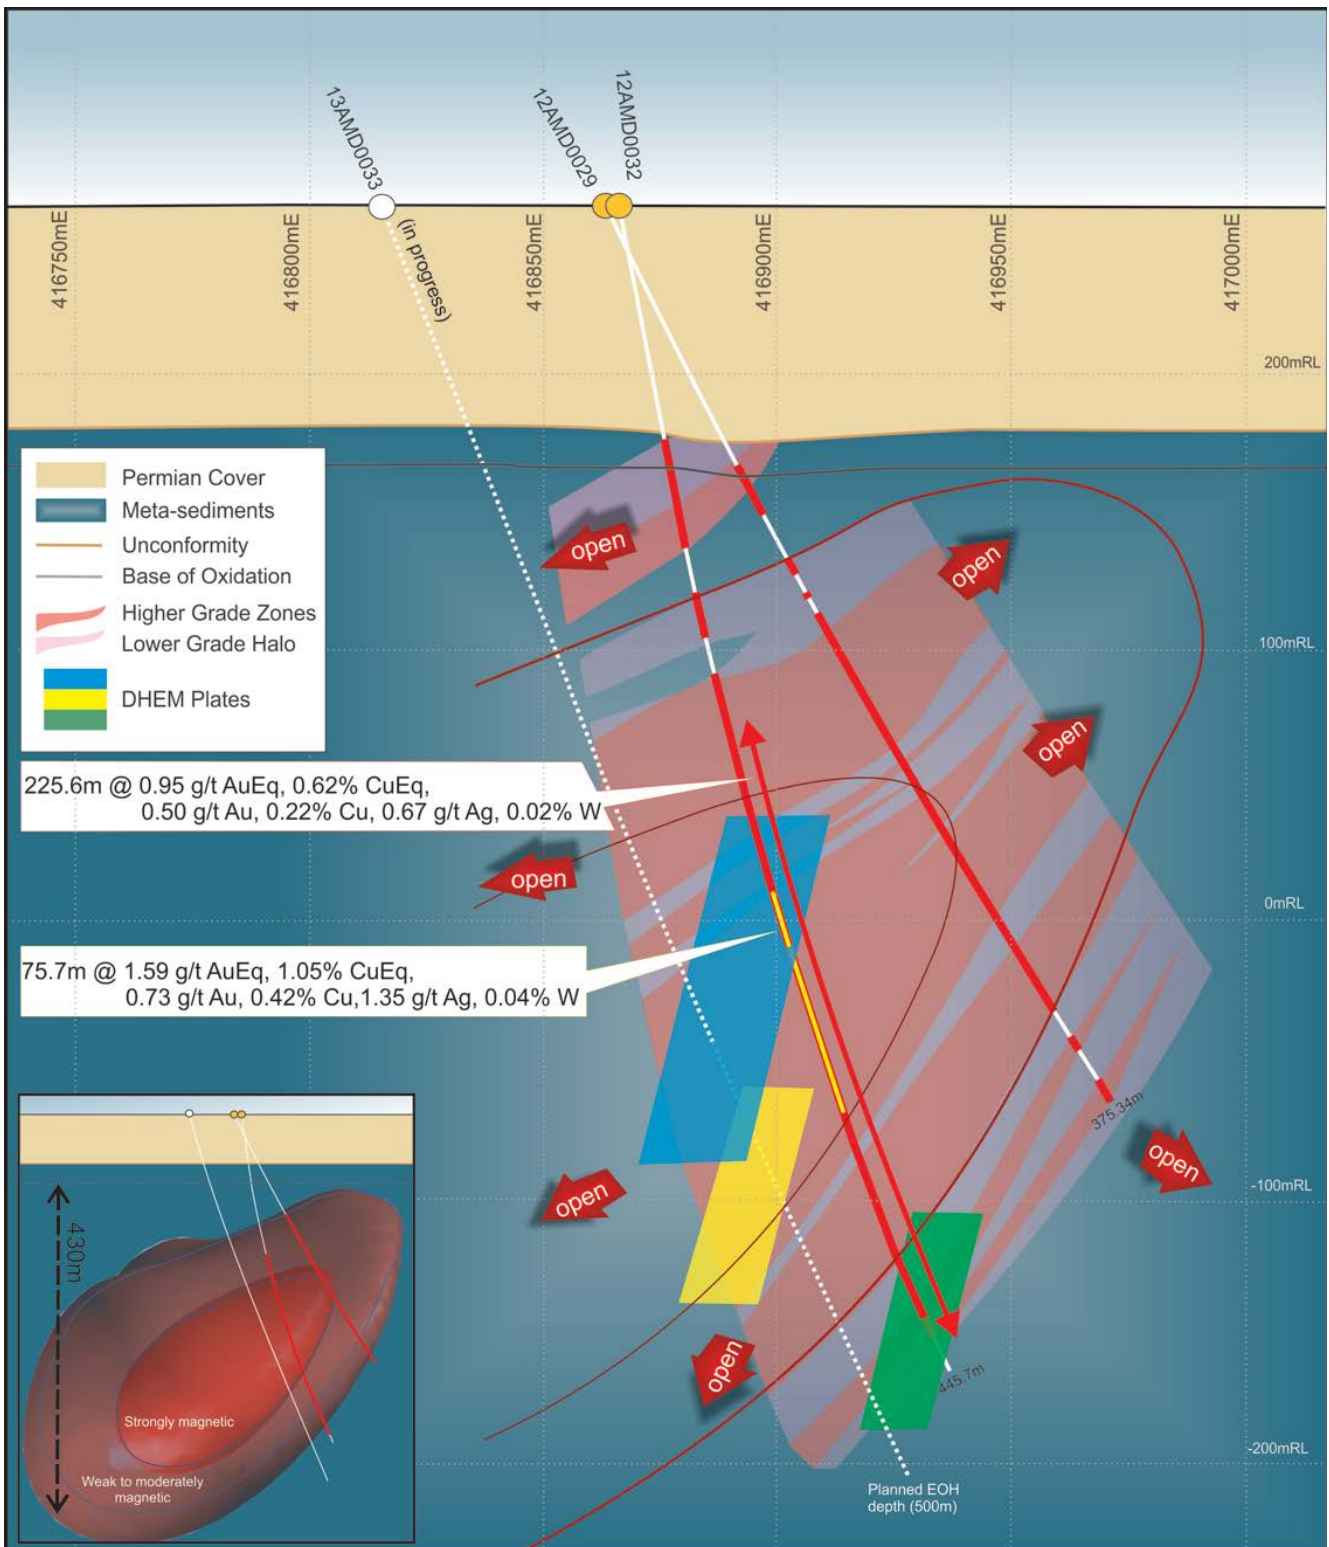 13AMD0033
12AMD0029
12AMD0032
(in progress)
416750mE
416800mE
416850mE
416900mE
416950mE
417000mE
200mRL
Permian Cover
Meta-sediments
Unconformity
Base of Oxidation
Higher Grade Zones
Lower Grade Halo
DHEM Plates
open
open
100mRL
open
225.6m @ 0.95 g/t AuEq, 0.62% CuEq,
0.50 g/t Au, 0.22% Cu, 0.67 g/t Ag, 0.02% W
open
0mRL
75.7m @ 1.59 g/t AuEq, 1.05% CuEq,
0.73 g/t Au, 0.42% Cu,1.35 g/t Ag, 0.04% W
375.34m
open
open
-100mRL
open
445.7m
-200mRL
Planned EOH
depth (500m)
430m
Strongly magnetic
Weak to moderately
magnetic